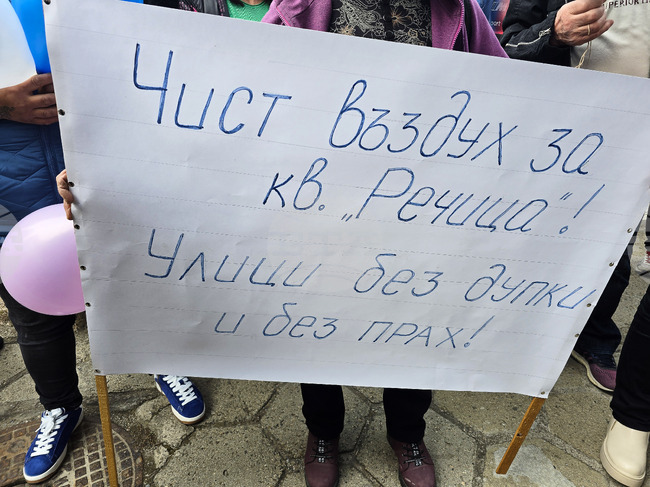 Чист въздух за
кв. „Речица“!
Улици без дупки
и без прах!